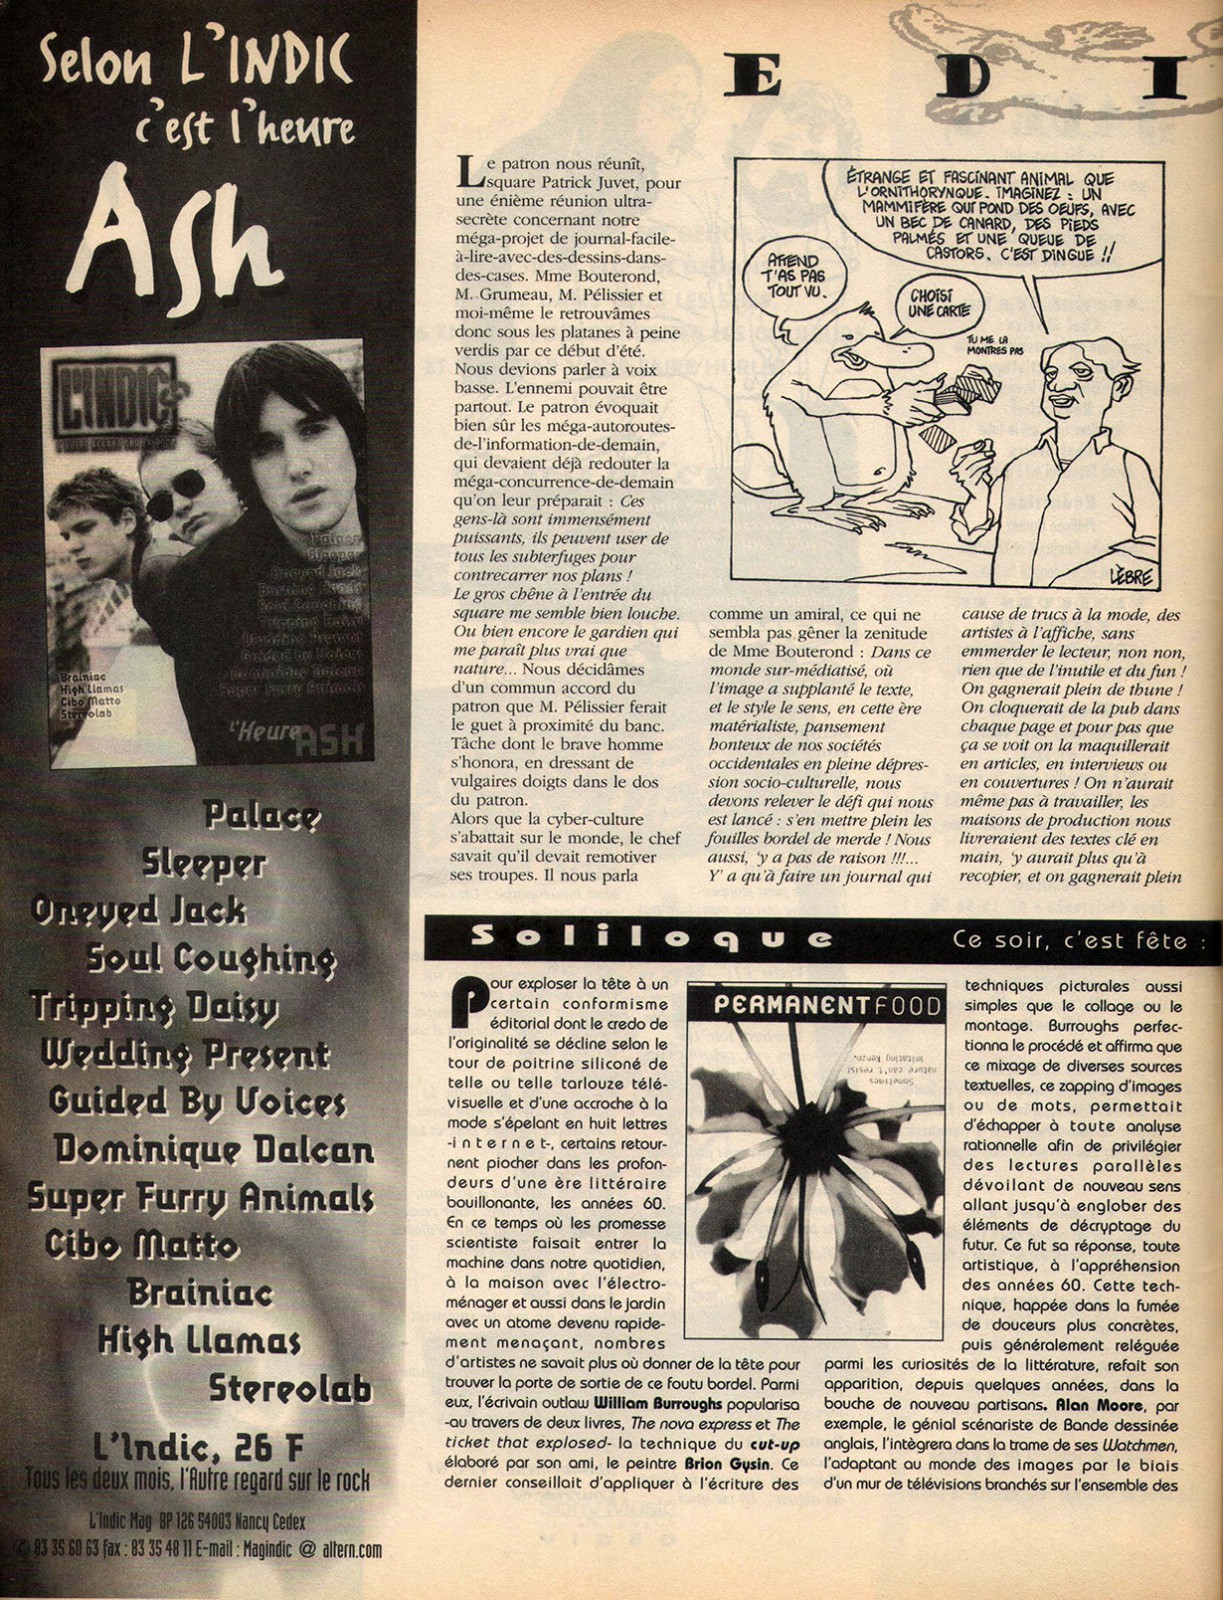 Selon L'INDIC
c'est l'heure
Ash
L'INDIC
Palace
Sleeper
Oneyed Jack
Soul Coughing
Tripping Daisy
Wedding Present
Guided by Voices
Dominique Dalcan
Super Furry Animals
Brainiac
High Llamas
Cibo Matto
Stereolab
L'Heure ASH
Palace
Sleeper
Oneyed Jack
Soul Coughing
Tripping Daisy
Wedding Present
Guided By Voices
Dominique Dalcan
Super Furry Animals
Cibo Matto
Brainiac
High Llamas
Stereolab
L'Indic, 26 F
Tous les deux mois, l'Autre regard sur le rock
L'Indic Mag BP 126 54003 Nancy Cedex
✆ 83 35 60 63 fax : 83 35 48 11 E-mail : Magindic @ altern.com
E D I
Le patron nous réunît,
square Patrick Juvet, pour
une énième réunion ultra-
secrète concernant notre
méga-projet de journal-facile-
à-lire-avec-des-dessins-dans-
des-cases. Mme Bouterond,
M. Grumeau, M. Pélissier et
moi-même le retrouvâmes
donc sous les platanes à peine
verdis par ce début d'été.
Nous devions parler à voix
basse. L'ennemi pouvait être
partout. Le patron évoquait
bien sûr les méga-autoroutes-
de-l'information-de-demain,
qui devaient déjà redouter la
méga-concurrence-de-demain
qu'on leur préparait : Ces
gens-là sont immensément
puissants, ils peuvent user de
tous les subterfuges pour
contrecarrer nos plans !
Le gros chêne à l'entrée du
square me semble bien louche.
Ou bien encore le gardien qui
me paraît plus vrai que
nature... Nous décidâmes
d'un commun accord du
patron que M. Pélissier ferait
le guet à proximité du banc.
Tâche dont le brave homme
s'honora, en dressant de
vulgaires doigts dans le dos
du patron.
Alors que la cyber-culture
s'abattait sur le monde, le chef
savait qu'il devait remotiver
ses troupes. Il nous parla
ÉTRANGE ET FASCINANT ANIMAL QUE
L'ORNITHORYNQUE. IMAGINEZ : UN
MAMMIFÈRE QUI POND DES OEUFS, AVEC
UN BEC DE CANARD, DES PIEDS
PALMÉS ET UNE QUEUE DE
CASTORS. C'EST DINGUE !!
ATTEND
T'AS PAS
TOUT VU.
CHOISI
UNE CARTE
TU ME LA
MONTRES PAS
LÈBRE
comme un amiral, ce qui ne
sembla pas gêner la zenitude
de Mme Bouterond : Dans ce
monde sur-médiatisé, où
l'image a supplanté le texte,
et le style le sens, en cette ère
matérialiste, pansement
honteux de nos sociétés
occidentales en pleine dépres-
sion socio-culturelle, nous
devons relever le défi qui nous
est lancé : s'en mettre plein les
fouilles bordel de merde ! Nous
aussi, 'y a pas de raison !!!...
Y' a qu'à faire un journal qui
cause de trucs à la mode, des
artistes à l'affiche, sans
emmerder le lecteur, non non,
rien que de l'inutile et du fun !
On gagnerait plein de thune !
On cloquerait de la pub dans
chaque page et pour pas que
ça se voit on la maquillerait
en articles, en interviews ou
en couvertures ! On n'aurait
même pas à travailler, les
maisons de production nous
livreraient des textes clé en
main, 'y aurait plus qu'à
recopier, et on gagnerait plein
Soliloque
Ce soir, c'est fête :
Pour exploser la tête à un
certain conformisme
éditorial dont le credo de
l'originalité se décline selon le
tour de poitrine siliconé de
telle ou telle tarlouze télé-
visuelle et d'une accroche à la
mode s'épelant en huit lettres
-internet-, certains retour-
nent piocher dans les profon-
deurs d'une ère littéraire
bouillonante, les années 60.
En ce temps où les promesse
scientiste faisait entrer la
machine dans notre quotidien,
à la maison avec l'électro-
ménager et aussi dans le jardin
avec un atome devenu rapide-
ment menaçant, nombres
d'artistes ne savait plus où donner de la tête pour
trouver la porte de sortie de ce foutu bordel. Parmi
eux, l'écrivain outlaw William Burroughs popularisa
-au travers de deux livres, The nova express et The
ticket that explosed- la technique du cut-up
élaboré par son ami, le peintre Brion Gysin. Ce
dernier conseillait d'appliquer à l'écriture des
PERMANENTFOOD
Sometimes
nature can't resist
imitating Kenzo.
techniques picturales aussi
simples que le collage ou le
montage. Burroughs perfec-
tionna le procédé et affirma que
ce mixage de diverses sources
textuelles, ce zapping d'images
ou de mots, permettait
d'échapper à toute analyse
rationnelle afin de privilégier
des lectures parallèles
dévoilant de nouveau sens
allant jusqu'à englober des
éléments de décryptage du
futur. Ce fut sa réponse, toute
artistique, à l'appréhension
des années 60. Cette tech-
nique, happée dans la fumée
de douceurs plus concrètes,
puis généralement reléguée
parmi les curiosités de la littérature, refait son
apparition, depuis quelques années, dans la
bouche de nouveau partisans. Alan Moore, par
exemple, le génial scénariste de Bande dessinée
anglais, l'intègrera dans la trame de ses Watchmen,
l'adaptant au monde des images par le biais
d'un mur de télévisions branchés sur l'ensemble des